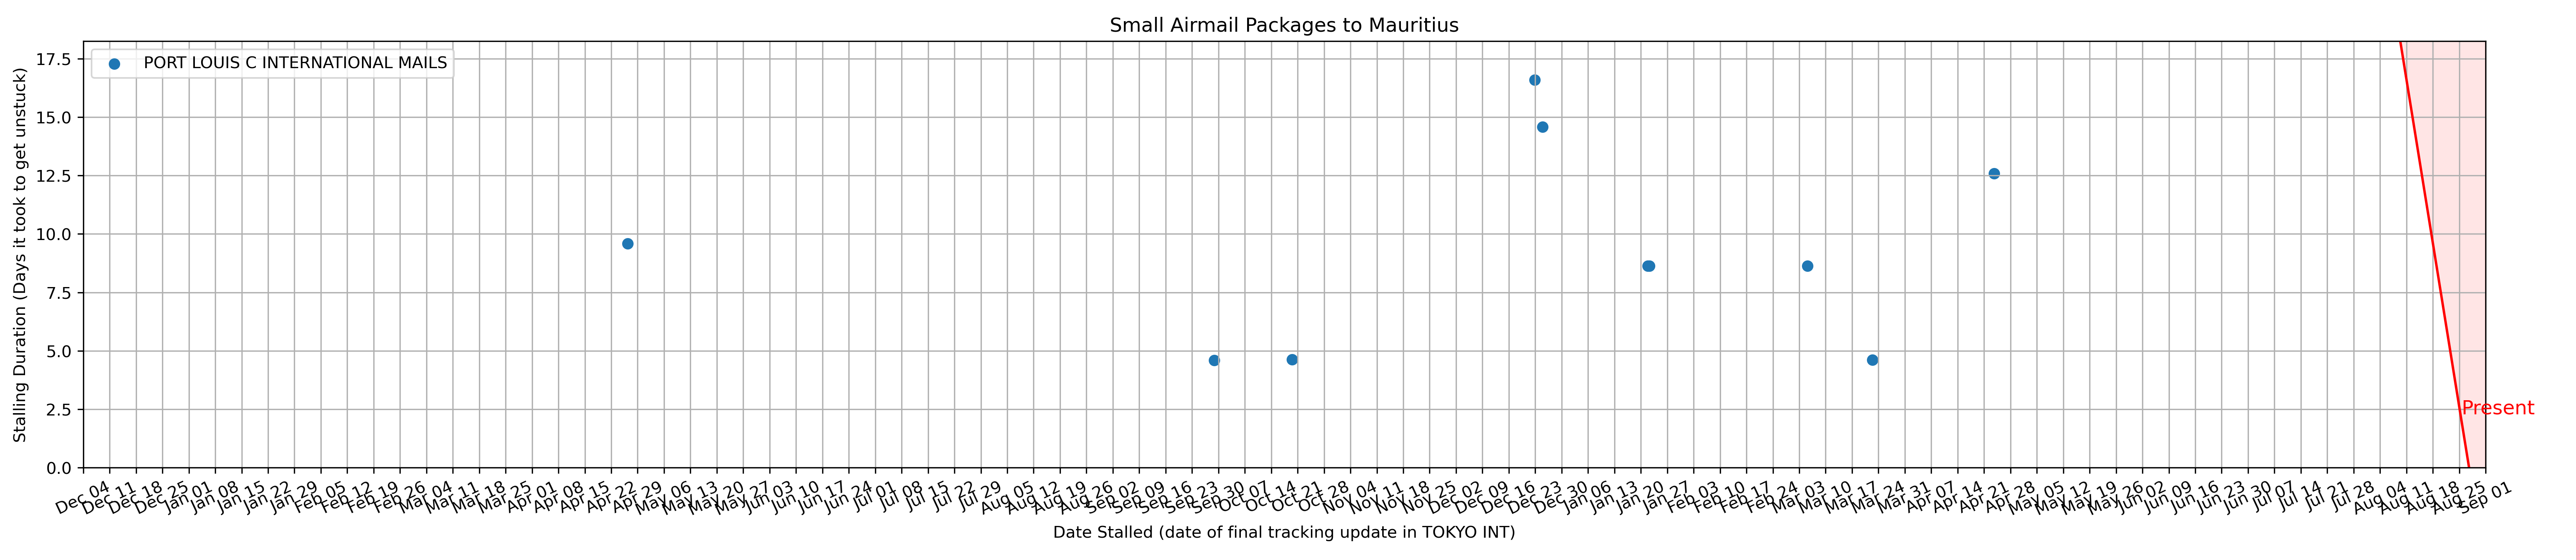 Small Airmail Packages to Mauritius
PORT LOUIS C INTERNATIONAL MAILS
Stalling Duration (Days it took to get unstuck)
17.5
15.0
12.5
10.0
7.5
5.0
2.5
0.0
Present
Dec 04
Dec 11
Dec 18
Dec 25
Jan 01
Jan 08
Jan 15
Jan 22
Jan 29
Feb 05
Feb 12
Feb 19
Feb 26
Mar 04
Mar 11
Mar 18
Mar 25
Apr 01
Apr 08
Apr 15
Apr 22
Apr 29
May 06
May 13
May 20
May 27
Jun 03
Jun 10
Jun 17
Jun 24
Jul 01
Jul 08
Jul 15
Jul 22
Jul 29
Aug 05
Aug 12
Aug 19
Aug 26
Sep 02
Sep 09
Sep 16
Sep 23
Sep 30
Oct 07
Oct 14
Oct 21
Oct 28
Nov 04
Nov 11
Nov 18
Nov 25
Dec 02
Dec 09
Dec 16
Dec 23
Dec 30
Jan 06
Jan 13
Jan 20
Jan 27
Feb 03
Feb 10
Feb 17
Feb 24
Mar 03
Mar 10
Mar 17
Mar 24
Mar 31
Apr 07
Apr 14
Apr 21
Apr 28
May 05
May 12
May 19
May 26
Jun 02
Jun 09
Jun 16
Jun 23
Jun 30
Jul 07
Jul 14
Jul 21
Jul 28
Aug 04
Aug 11
Aug 18
Aug 25
Sep 01
Date Stalled (date of final tracking update in TOKYO INT)